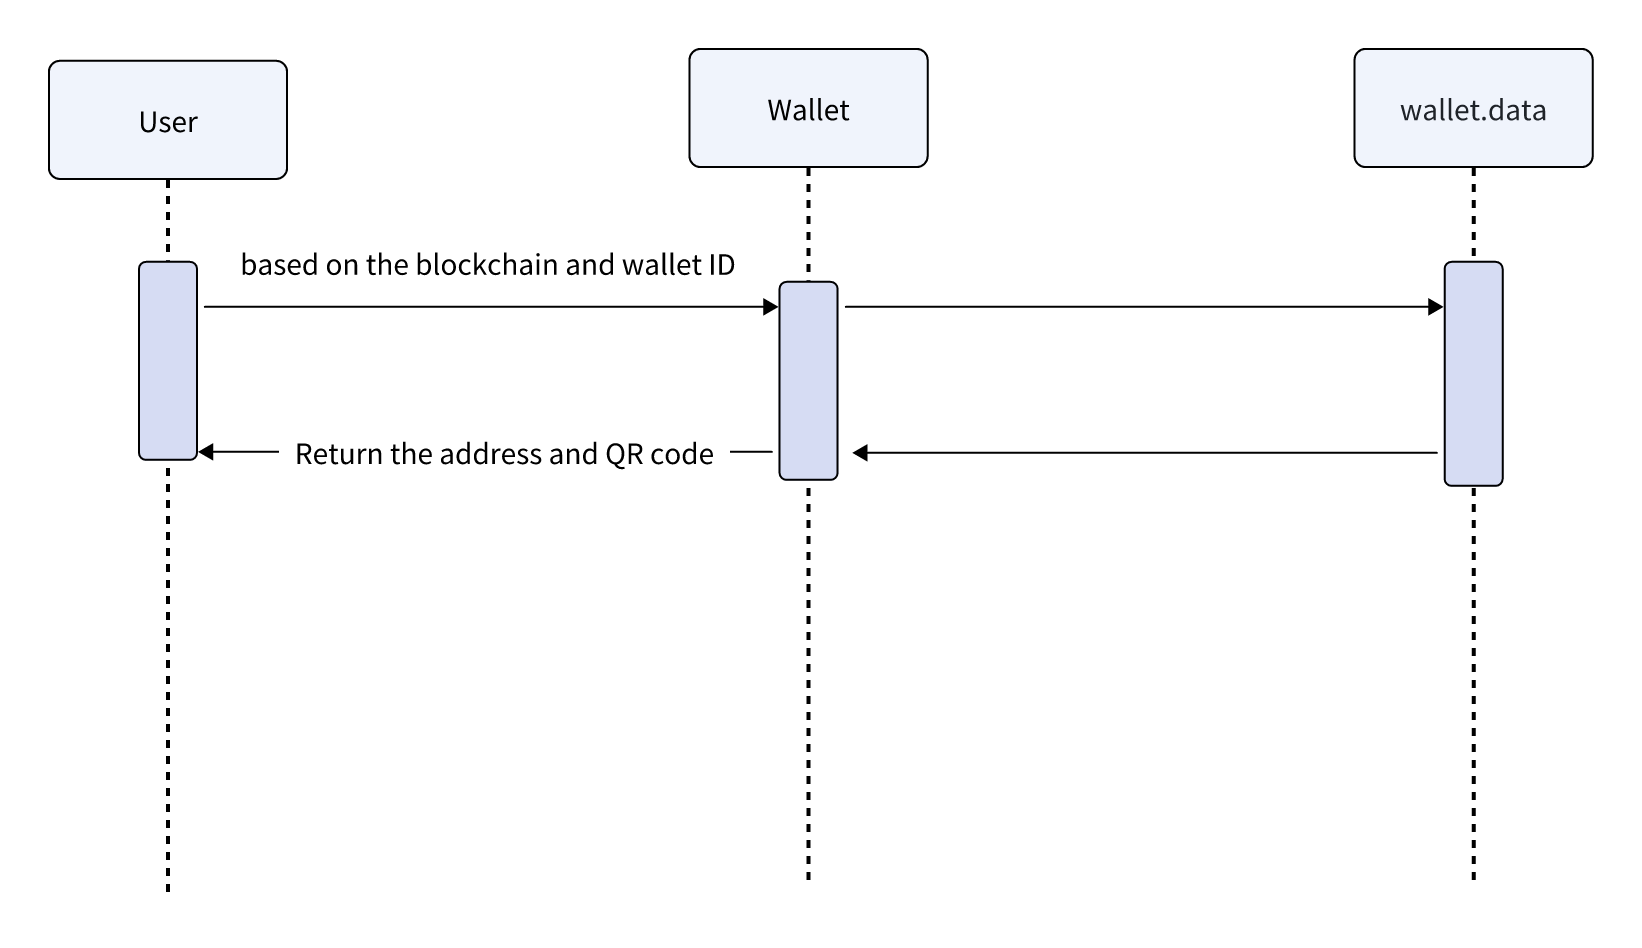 User
Wallet
wallet.data
based on the blockchain and wallet ID
Return the address and QR code